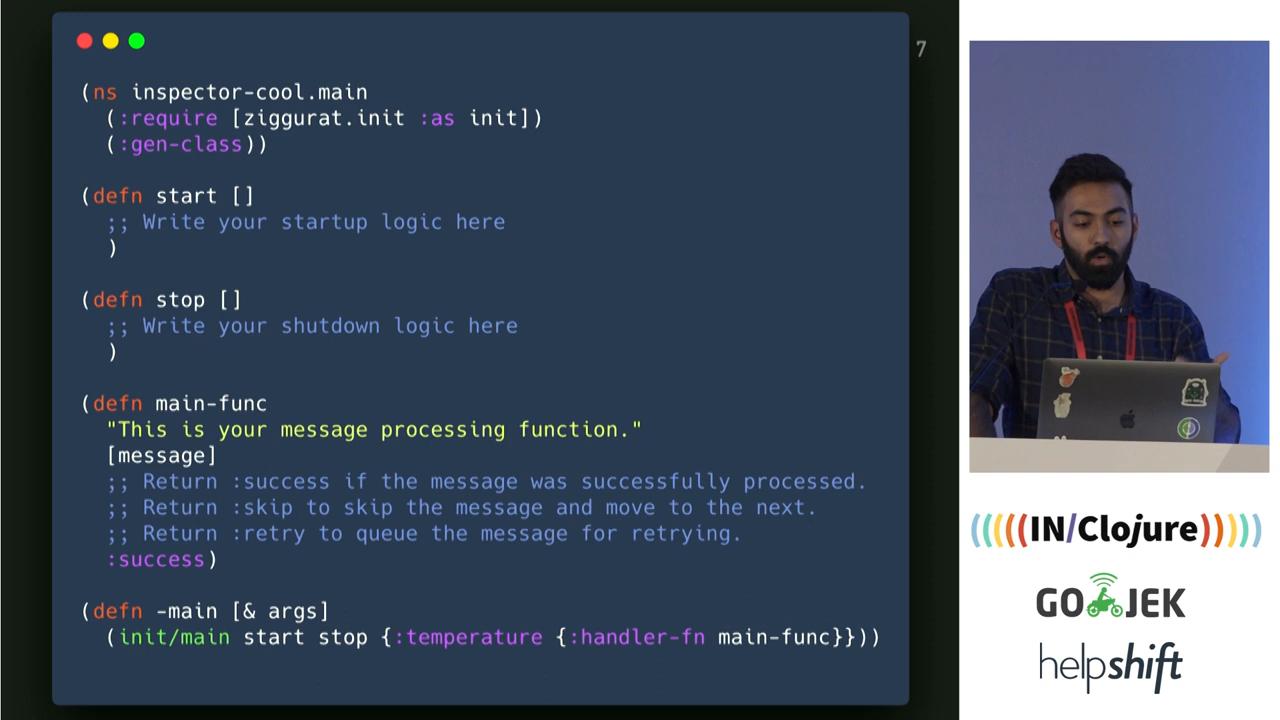 7
(ns inspector-cool.main
  (:require [ziggurat.init :as init])
  (:gen-class))
(defn start []
  ;; Write your startup logic here
  )
(defn stop []
  ;; Write your shutdown logic here
  )
(defn main-func
  "This is your message processing function."
  [message]
  ;; Return :success if the message was successfully processed.
  ;; Return :skip to skip the message and move to the next.
  ;; Return :retry to queue the message for retrying.
  :success)
(defn -main [& args]
  (init/main start stop {:temperature {:handler-fn main-func}}))
(((((IN/Clojure)))))
GOJEK
helpshift